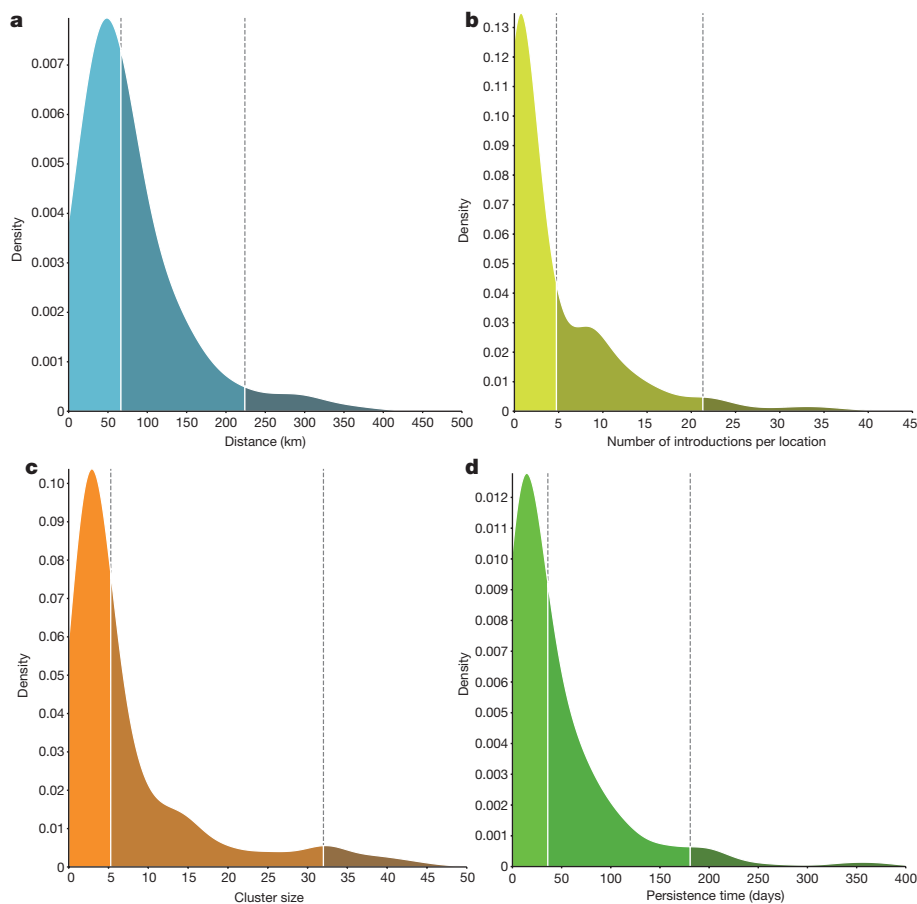 a
0.007
0.006
0.005
0.004
0.003
0.002
0.001
0
Density
0 50 100 150 200 250 300 350 400 450 500
Distance (km)
b
0.13
0.12
0.11
0.10
0.09
0.08
0.07
0.06
0.05
0.04
0.03
0.02
0.01
0
Density
0 5 10 15 20 25 30 35 40 45
Number of introductions per location
c
0.10
0.09
0.08
0.07
0.06
0.05
0.04
0.03
0.02
0.01
0
Density
0 5 10 15 20 25 30 35 40 45 50
Cluster size
d
0.012
0.011
0.010
0.009
0.008
0.007
0.006
0.005
0.004
0.003
0.002
0.001
0
Density
0 50 100 150 200 250 300 350 400
Persistence time (days)